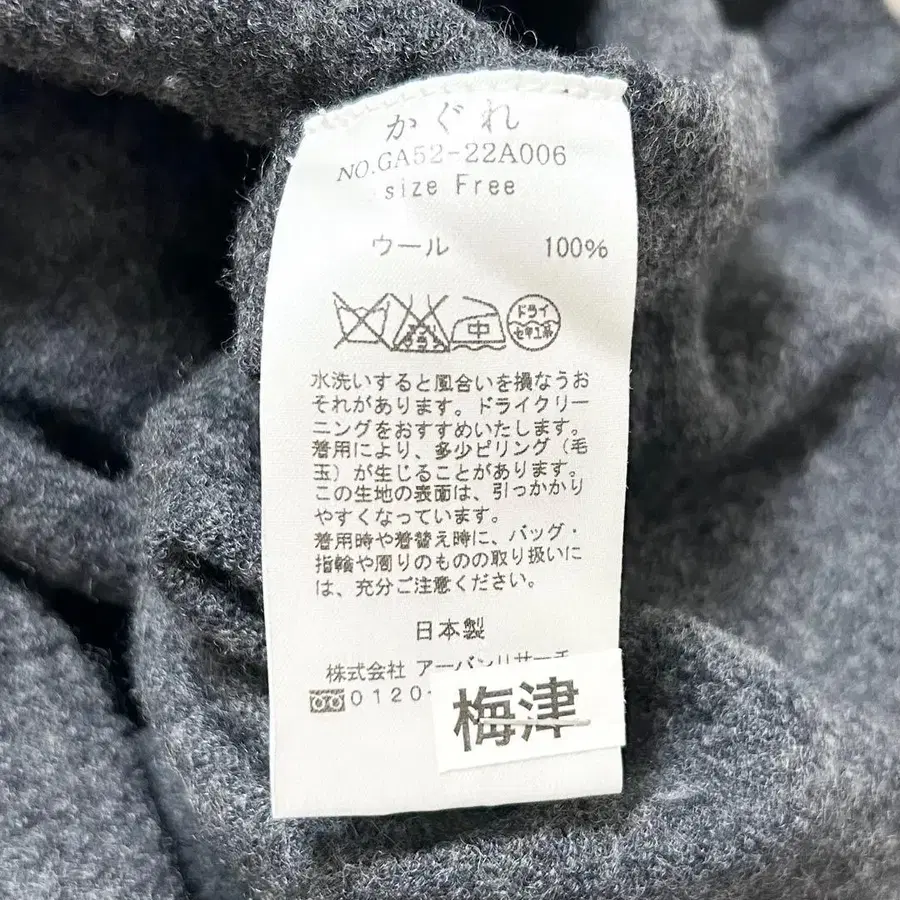 かぐれ
NO.GA52-22A006
size Free
ウール 100%
中
ドライ
セキユ系
水洗いすると風合いを損なうお
それがあります。ドライクリー
ニングをおすすめいたします。
着用により、多少ピリング（毛
玉）が生じることがあります。
この生地の表面は、引っかかり
やすくなっています。
着用時や着替え時に、バッグ・
指輪や周りのものの取り扱いに
は、充分ご注意ください。
日本製
株式会社 アーバンリサーチ
0120-
梅津